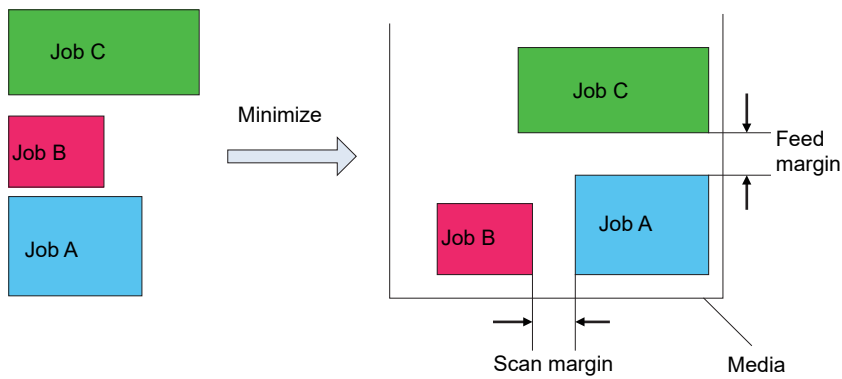 Job C
Job B
Job A
Minimize
Job C
Feed
margin
Job B
Job A
Scan margin
Media